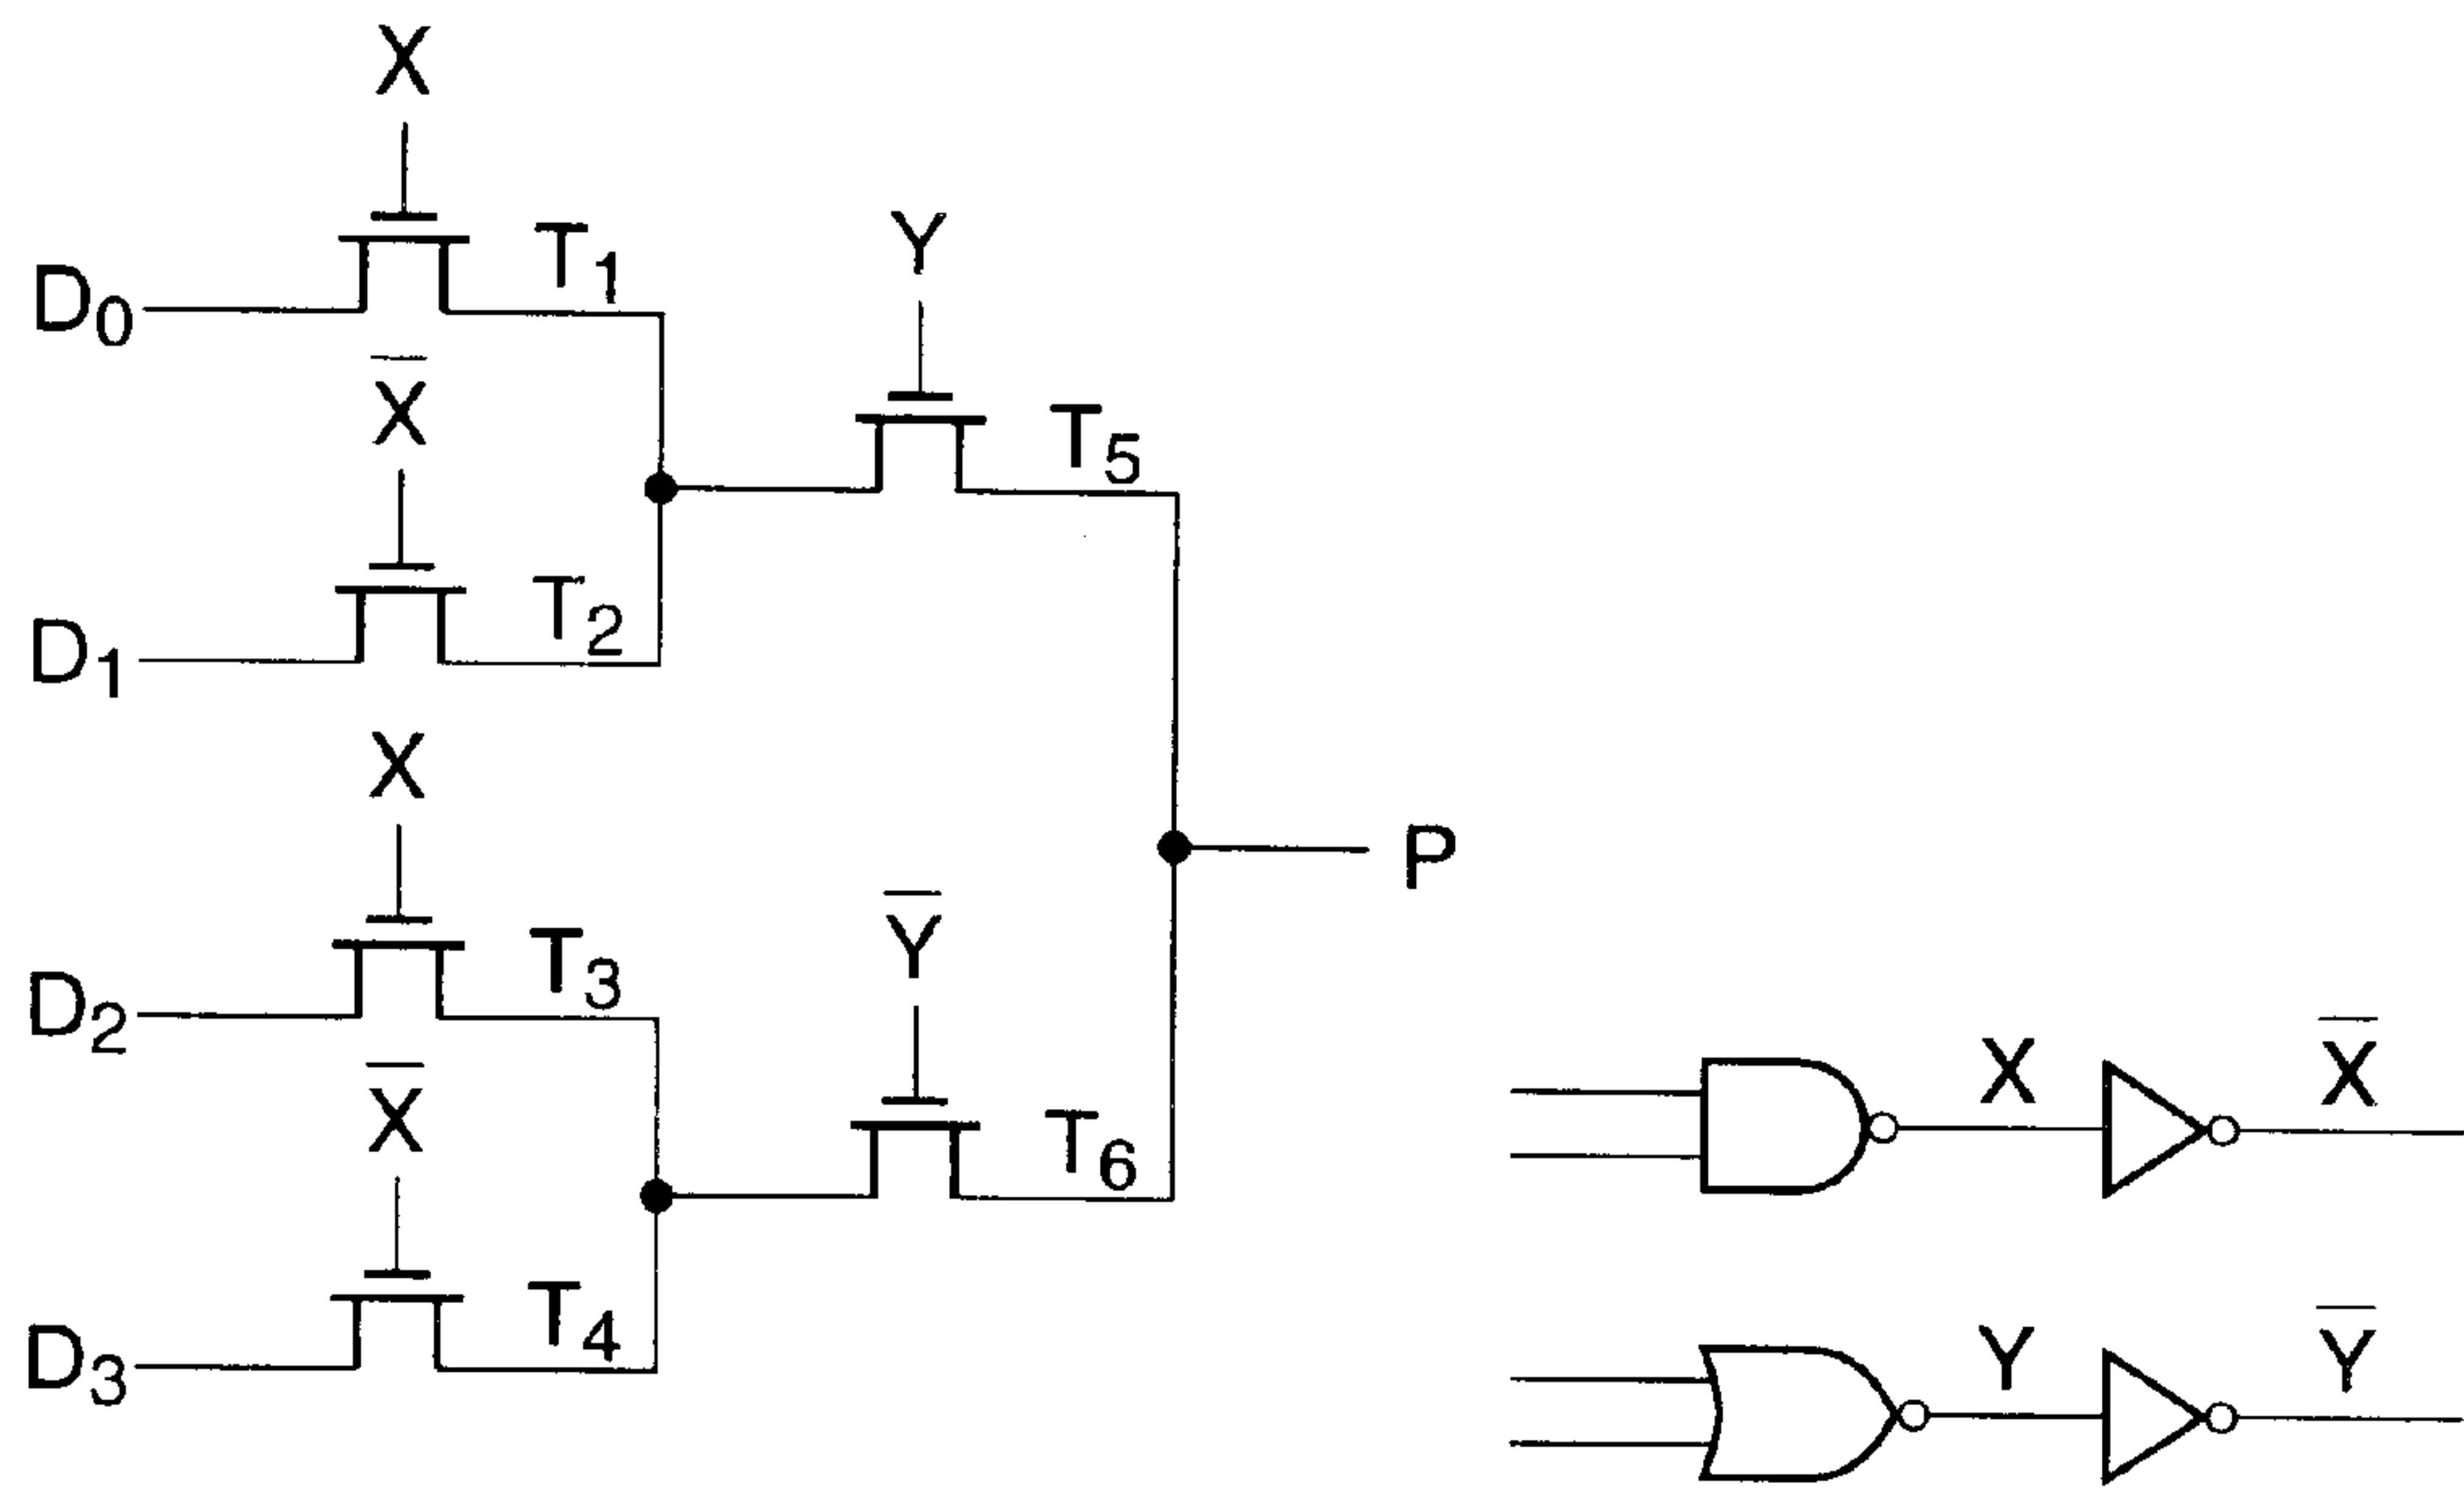 X
T₁
D₀
X̅
T₂
D₁
Y
T₅
X
T₃
D₂
X̅
T₄
D₃
Y̅
T₆
P
X
X̅
Y
Y̅